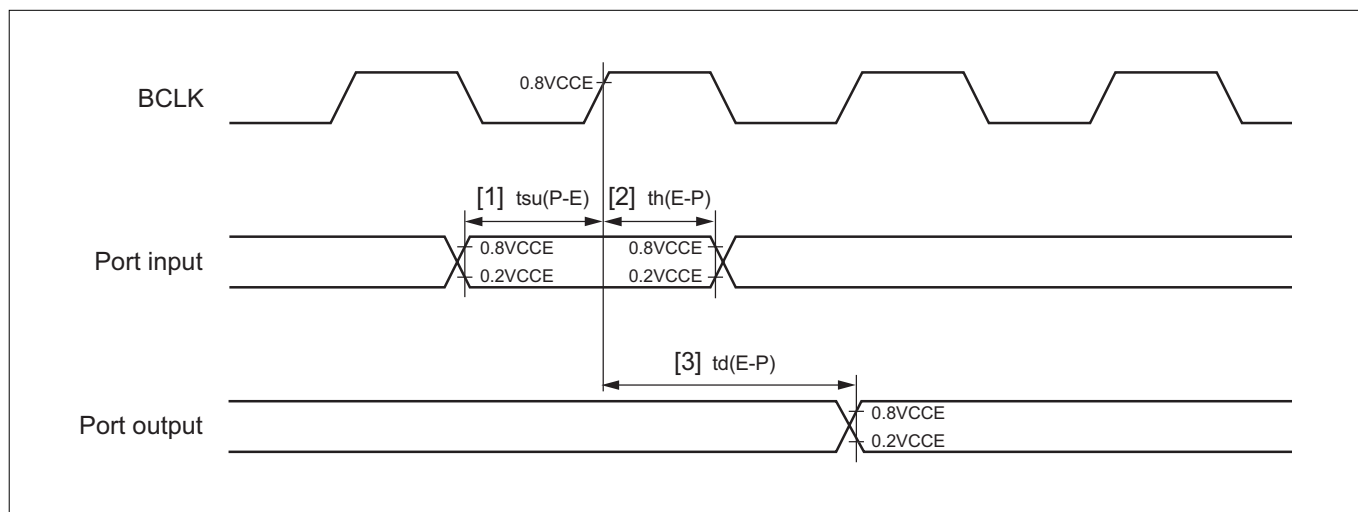 BCLK
0.8VCCE
[1] tsu(P-E)
[2] th(E-P)
Port input
0.8VCCE
0.2VCCE
0.8VCCE
0.2VCCE
[3] td(E-P)
Port output
0.8VCCE
0.2VCCE